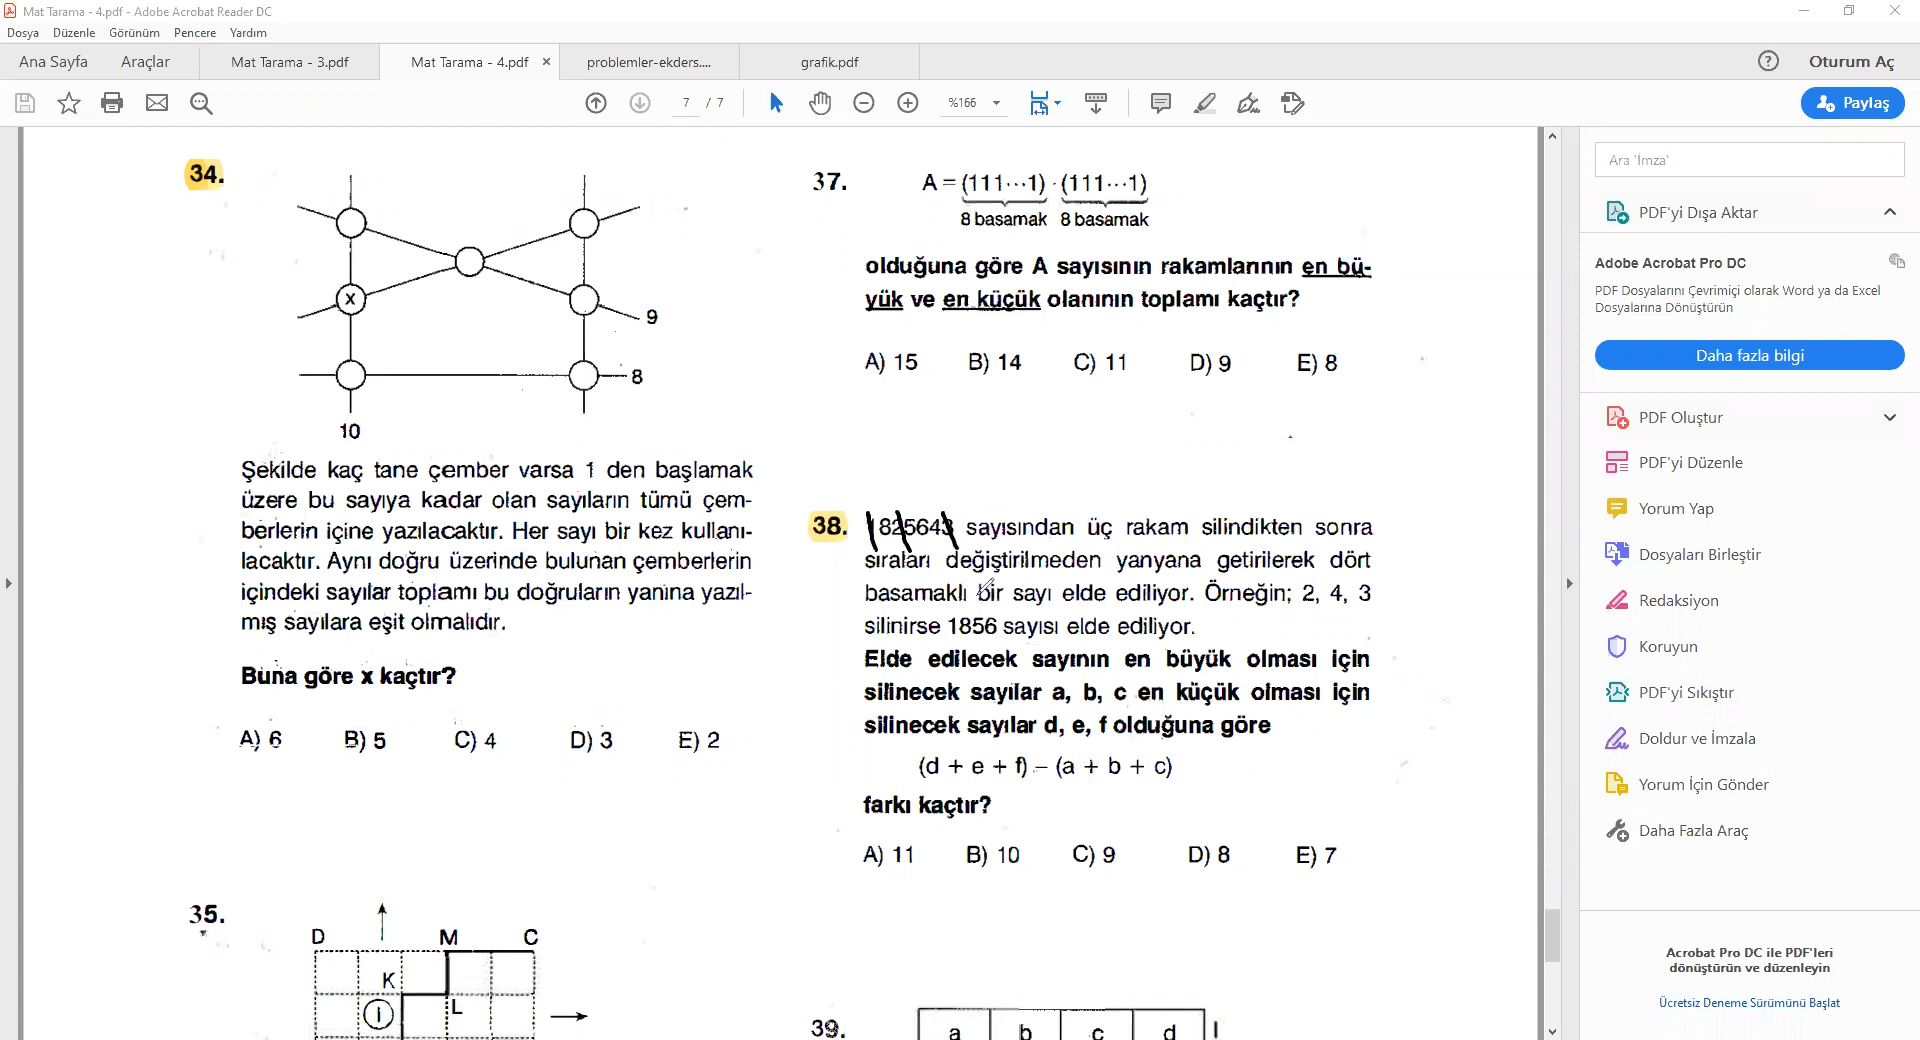 Mat Tarama - 4.pdf - Adobe Acrobat Reader DC
Dosya Düzenle Görünüm Pencere Yardım
Ana Sayfa Araçlar Mat Tarama - 3.pdf Mat Tarama - 4.pdf × problemler-ekders.... grafik.pdf Oturum Aç
7 / 7 %166 Paylaş
34.
x
9
8
10
Şekilde kaç tane çember varsa 1 den başlamak
üzere bu sayıya kadar olan sayıların tümü çem-
berlerin içine yazılacaktır. Her sayı bir kez kullanı-
lacaktır. Aynı doğru üzerinde bulunan çemberlerin
içindeki sayılar toplamı bu doğruların yanına yazıl-
mış sayılara eşit olmalıdır.
Buna göre x kaçtır?
A) 6 B) 5 C) 4 D) 3 E) 2
35.
D M C
K
I L
37. A = (111...1) · (111...1)
8 basamak 8 basamak
olduğuna göre A sayısının rakamlarının en bü-
yük ve en küçük olanının toplamı kaçtır?
A) 15 B) 14 C) 11 D) 9 E) 8
38. 1825643 sayısından üç rakam silindikten sonra
sıraları değiştirilmeden yanyana getirilerek dört
basamaklı bir sayı elde ediliyor. Örneğin; 2, 4, 3
silinirse 1856 sayısı elde ediliyor.
Elde edilecek sayının en büyük olması için
silinecek sayılar a, b, c en küçük olması için
silinecek sayılar d, e, f olduğuna göre
(d + e + f) – (a + b + c)
farkı kaçtır?
A) 11 B) 10 C) 9 D) 8 E) 7
39.
a b c d
Ara 'İmza'
PDF'yi Dışa Aktar
Adobe Acrobat Pro DC
PDF Dosyalarını Çevrimiçi olarak Word ya da Excel
Dosyalarına Dönüştürün
Daha fazla bilgi
PDF Oluştur
PDF'yi Düzenle
Yorum Yap
Dosyaları Birleştir
Redaksiyon
Koruyun
PDF'yi Sıkıştır
Doldur ve İmzala
Yorum İçin Gönder
Daha Fazla Araç
Acrobat Pro DC ile PDF'leri
dönüştürün ve düzenleyin
Ücretsiz Deneme Sürümünü Başlat